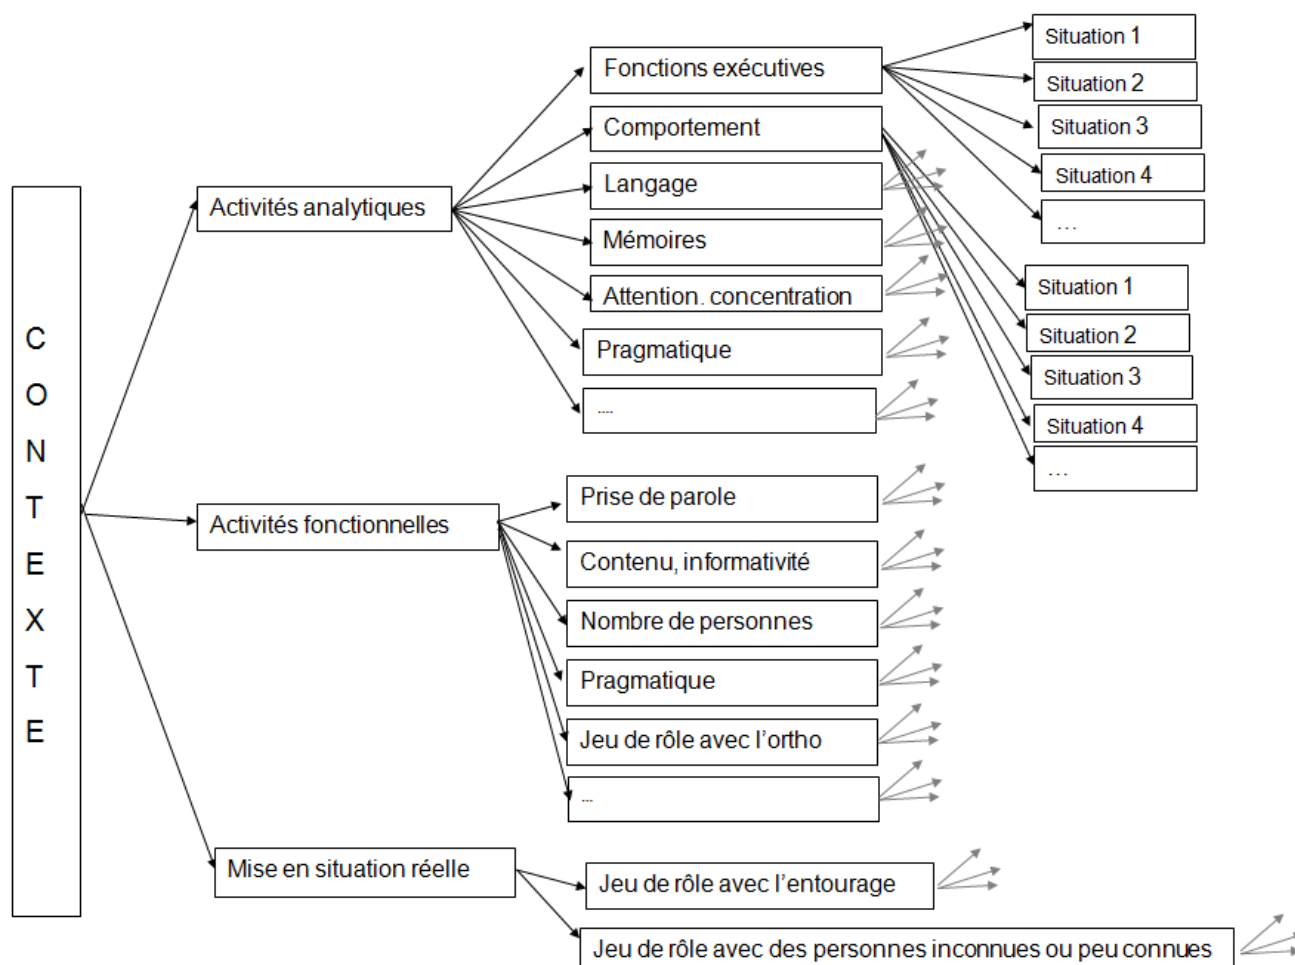 CONTEXTE
Activités analytiques
Fonctions exécutives
Situation 1
Situation 2
Situation 3
Situation 4
...
Comportement
Situation 1
Situation 2
Situation 3
Situation 4
...
Langage
Mémoires
Attention. concentration
Pragmatique
....
Activités fonctionnelles
Prise de parole
Contenu, informativité
Nombre de personnes
Pragmatique
Jeu de rôle avec l'ortho
...
Mise en situation réelle
Jeu de rôle avec l'entourage
Jeu de rôle avec des personnes inconnues ou peu connues